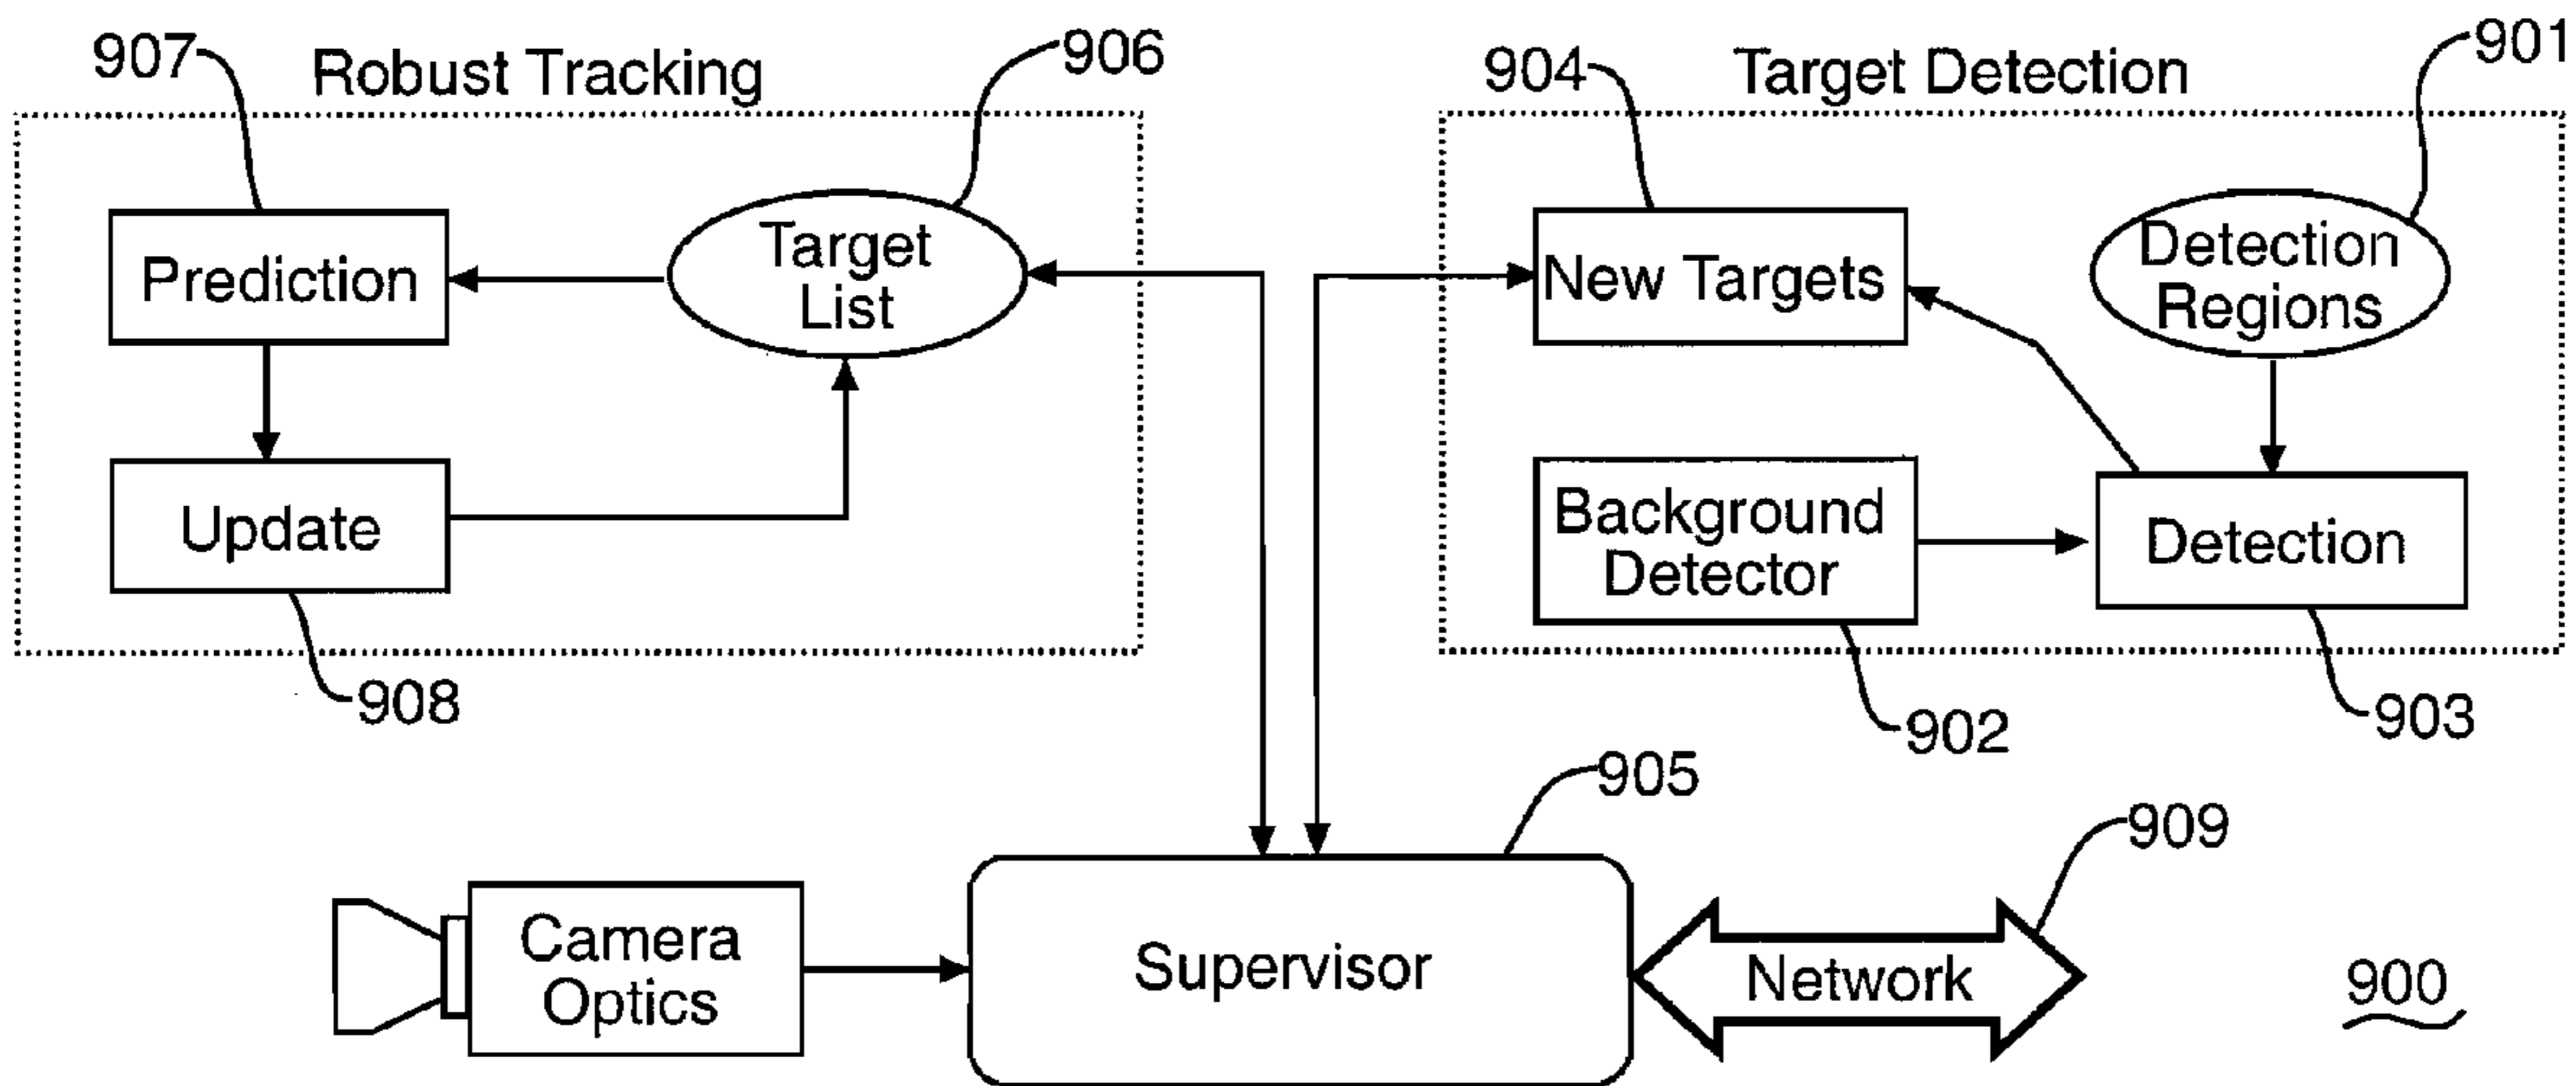 907
Robust Tracking
906
904
Target Detection
901
Prediction
Target
List
New Targets
Detection
Regions
Update
Background
Detector
Detection
908
902
903
905
909
Camera
Optics
Supervisor
Network
900